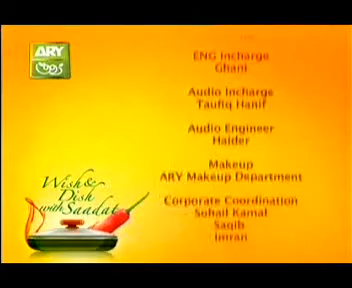 ARY
ENG Incharge
Ghani
Audio Incharge
Taufiq Hanif
Audio Engineer
Haider
Makeup
ARY Makeup Department
Corporate Coordination
Sohail Kamal
Saqib
Imran
Wish &
Dish
with Saadat